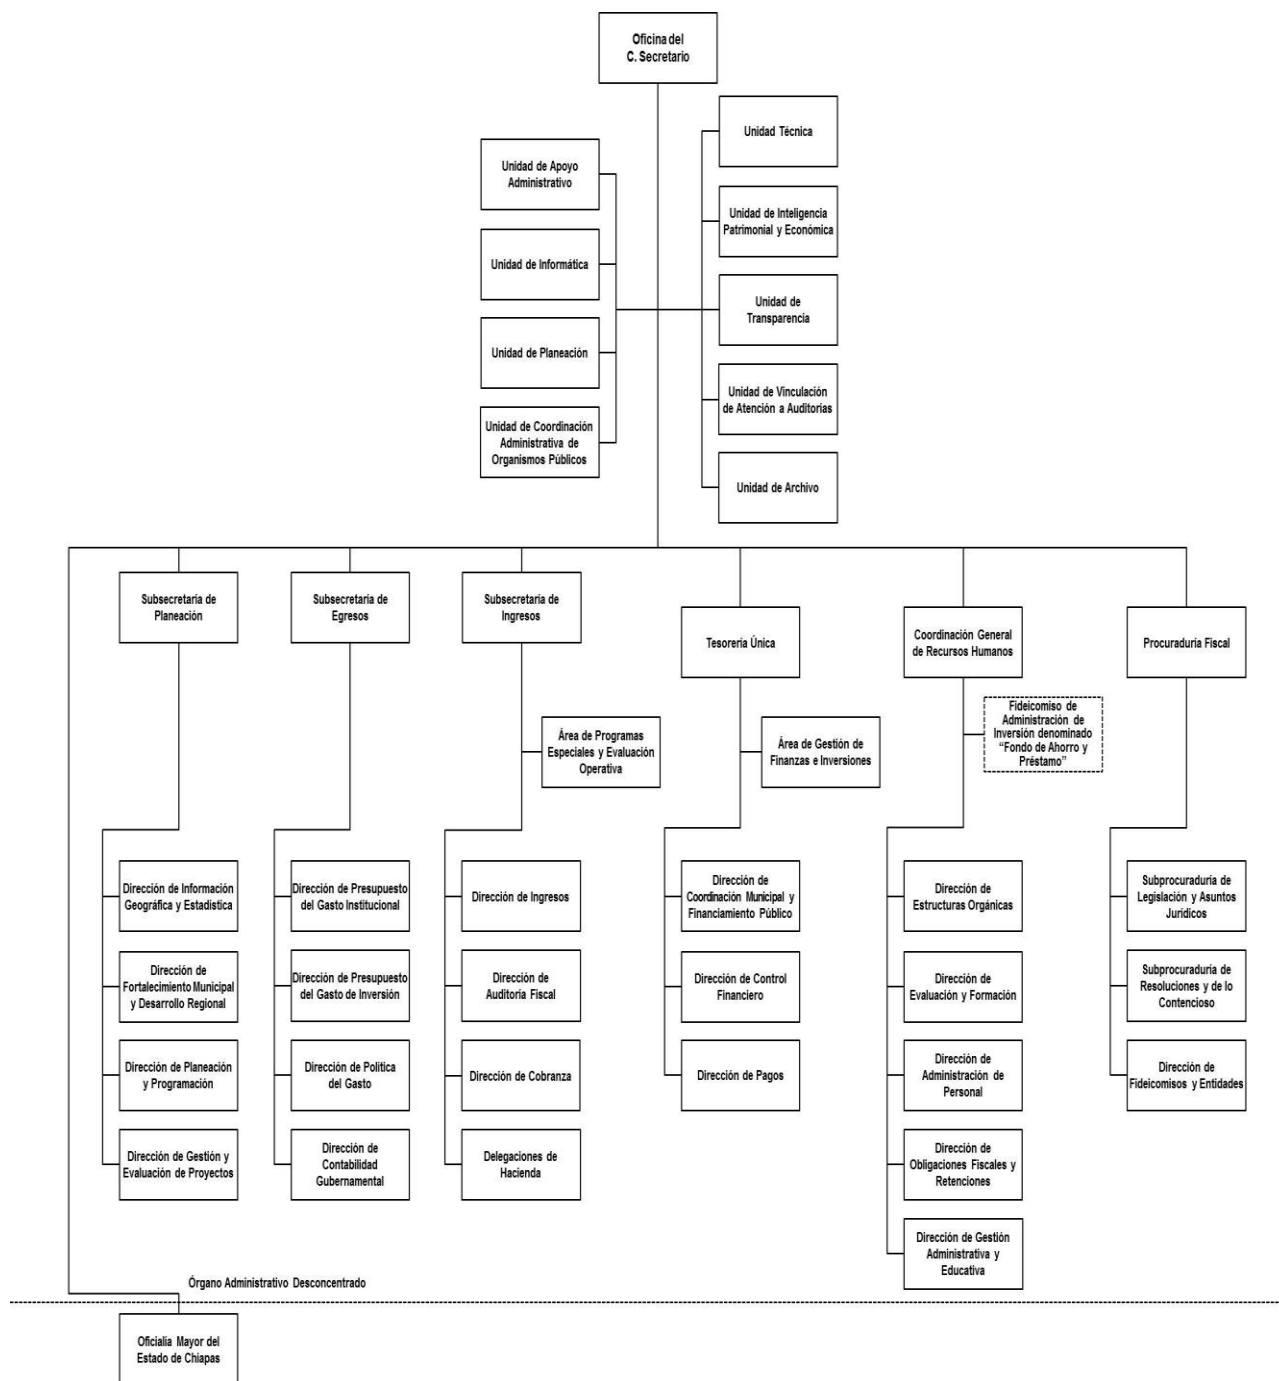 Oficina del
C. Secretario
Unidad Técnica
Unidad de Apoyo
Administrativo
Unidad de Inteligencia
Patrimonial y Económica
Unidad de Informática
Unidad de
Transparencia
Unidad de Planeación
Unidad de Vinculación
de Atención a Auditorías
Unidad de Coordinación
Administrativa de
Organismos Públicos
Unidad de Archivo
Subsecretaría de
Planeación
Subsecretaría de
Egresos
Subsecretaría de
Ingresos
Tesorería Única
Coordinación General
de Recursos Humanos
Procuraduría Fiscal
Área de Programas
Especiales y Evaluación
Operativa
Área de Gestión de
Finanzas e Inversiones
Fideicomiso de
Administración de
Inversión denominado
“Fondo de Ahorro y
Préstamo”
Dirección de Información
Geográfica y Estadística
Dirección de
Fortalecimiento Municipal
y Desarrollo Regional
Dirección de Planeación
y Programación
Dirección de Gestión y
Evaluación de Proyectos
Dirección de Presupuesto
del Gasto Institucional
Dirección de Presupuesto
del Gasto de Inversión
Dirección de Política
del Gasto
Dirección de
Contabilidad
Gubernamental
Dirección de Ingresos
Dirección de
Auditoría Fiscal
Dirección de Cobranza
Delegaciones de
Hacienda
Dirección de
Coordinación Municipal y
Financiamiento Público
Dirección de Control
Financiero
Dirección de Pagos
Dirección de
Estructuras Orgánicas
Dirección de
Evaluación y Formación
Dirección de
Administración de
Personal
Dirección de
Obligaciones Fiscales y
Retenciones
Dirección de Gestión
Administrativa y
Educativa
Subprocuraduría de
Legislación y Asuntos
Jurídicos
Subprocuraduría de
Resoluciones y de lo
Contencioso
Dirección de
Fideicomisos y Entidades
Órgano Administrativo Desconcentrado
Oficialía Mayor del
Estado de Chiapas